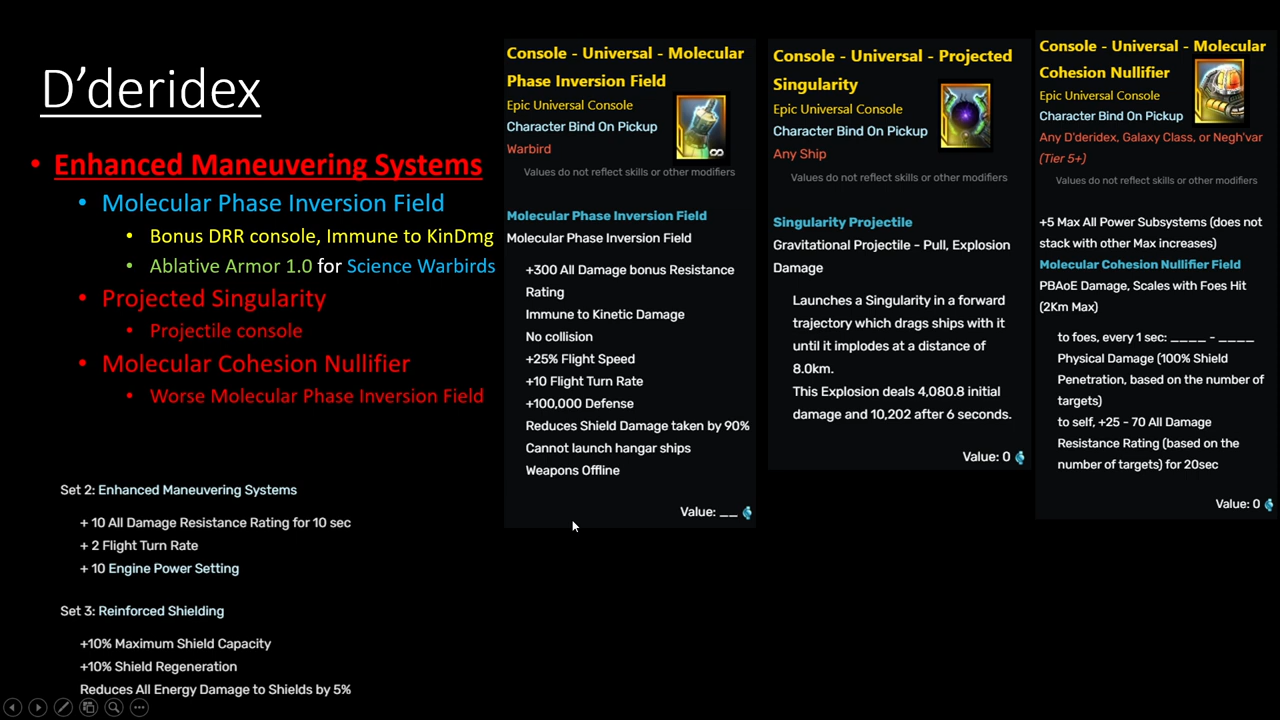 D'deridex
• Enhanced Maneuvering Systems
• Molecular Phase Inversion Field
• Bonus DRR console, Immune to KinDmg
• Ablative Armor 1.0 for Science Warbirds
• Projected Singularity
• Projectile console
• Molecular Cohesion Nullifier
• Worse Molecular Phase Inversion Field
Set 2: Enhanced Maneuvering Systems
+ 10 All Damage Resistance Rating for 10 sec
+ 2 Flight Turn Rate
+ 10 Engine Power Setting
Set 3: Reinforced Shielding
+10% Maximum Shield Capacity
+10% Shield Regeneration
Reduces All Energy Damage to Shields by 5%
Console - Universal - Molecular
Phase Inversion Field
Epic Universal Console
Character Bind On Pickup
Warbird
Values do not reflect skills or other modifiers
Molecular Phase Inversion Field
Molecular Phase Inversion Field
+300 All Damage bonus Resistance
Rating
Immune to Kinetic Damage
No collision
+25% Flight Speed
+10 Flight Turn Rate
+100,000 Defense
Reduces Shield Damage taken by 90%
Cannot launch hangar ships
Weapons Offline
Value: __
Console - Universal - Projected
Singularity
Epic Universal Console
Character Bind On Pickup
Any Ship
Values do not reflect skills or other modifiers
Singularity Projectile
Gravitational Projectile - Pull, Explosion
Damage
Launches a Singularity in a forward
trajectory which drags ships with it
until it implodes at a distance of
8.0km.
This Explosion deals 4,080.8 initial
damage and 10,202 after 6 seconds.
Value: 0
Console - Universal - Molecular
Cohesion Nullifier
Epic Universal Console
Character Bind On Pickup
Any D'deridex, Galaxy Class, or Negh'var
(Tier 5+)
Values do not reflect skills or other modifiers
+5 Max All Power Subsystems (does not
stack with other Max increases)
Molecular Cohesion Nullifier Field
PBAoE Damage, Scales with Foes Hit
(2Km Max)
to foes, every 1 sec: ____ - ____
Physical Damage (100% Shield
Penetration, based on the number of
targets)
to self, +25 - 70 All Damage
Resistance Rating (based on the
number of targets) for 20sec
Value: 0